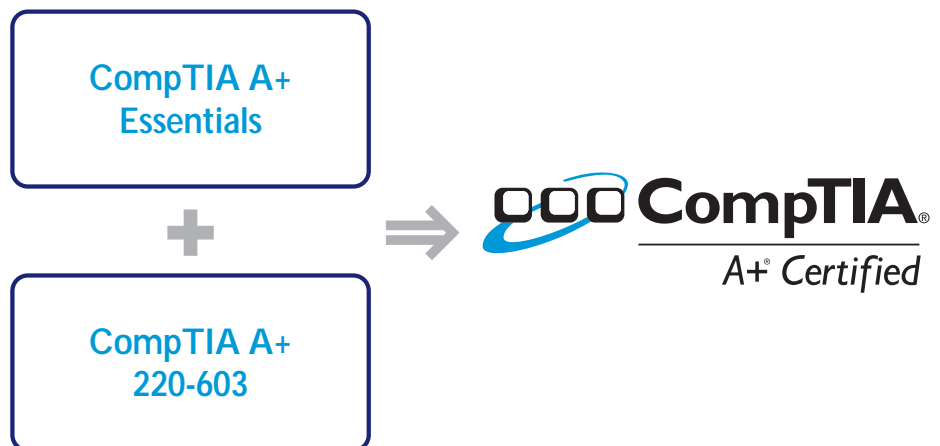 CompTIA A+
Essentials
+
CompTIA A+
220-603
⇒
CompTIA®
A+® Certified